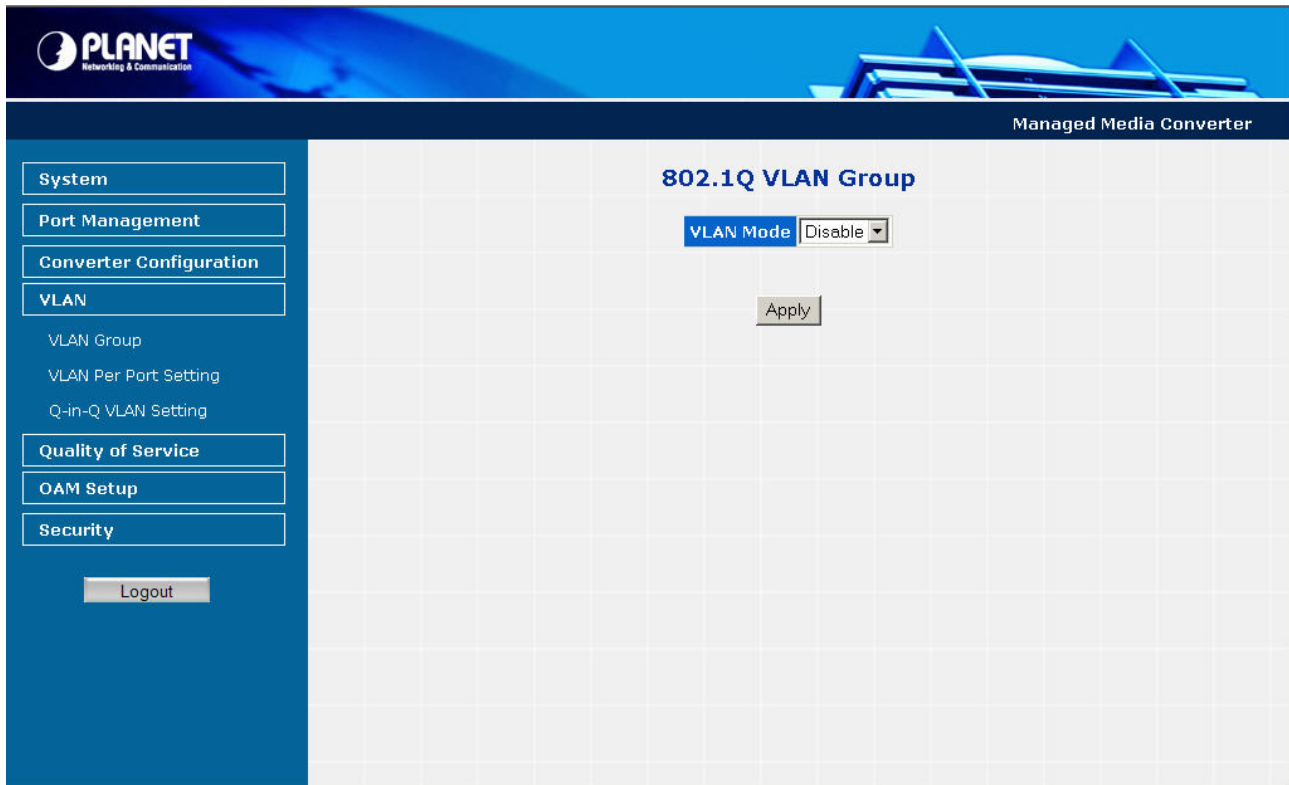 PLANET
Networking & Communication
Managed Media Converter
System
Port Management
Converter Configuration
VLAN
VLAN Group
VLAN Per Port Setting
Q-in-Q VLAN Setting
Quality of Service
OAM Setup
Security
Logout
802.1Q VLAN Group
VLAN Mode Disable
Apply